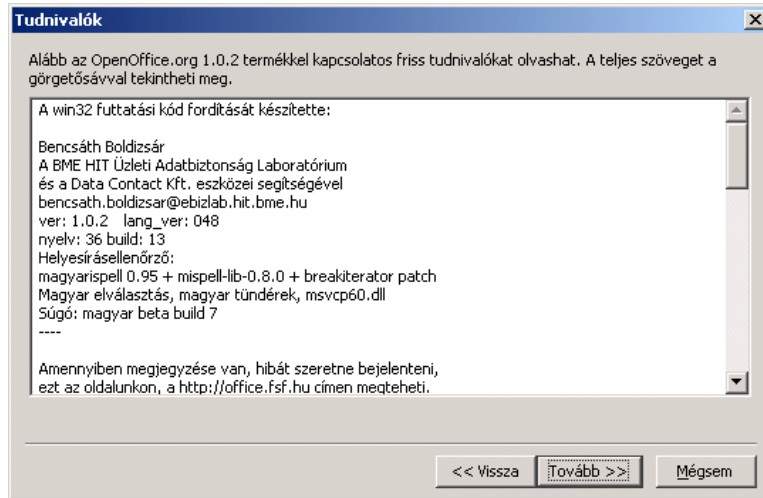 Tudnivalók
Alább az OpenOffice.org 1.0.2 termékkel kapcsolatos friss tudnivalókat olvashat. A teljes szöveget a
görgetősávval tekintheti meg.
A win32 futtatási kód fordítását készítette:
Bencsáth Boldizsár
A BME HIT Üzleti Adatbiztonság Laboratórium
és a Data Contact Kft. eszközei segítségével
bencsath.boldizsar@ebizlab.hit.bme.hu
ver: 1.0.2   lang_ver: 048
nyelv: 36 build: 13
Helyesírásellenőrző:
magyarispell 0.95 + mispell-lib-0.8.0 + breakiterator patch
Magyar elválasztás, magyar tündérek, msvcp60.dll
Súgó: magyar beta build 7
----
Amennyiben megjegyzése van, hibát szeretne bejelenteni,
ezt az oldalunkon, a http://office.fsf.hu címen megteheti.
<< Vissza
Tovább >>
Mégsem